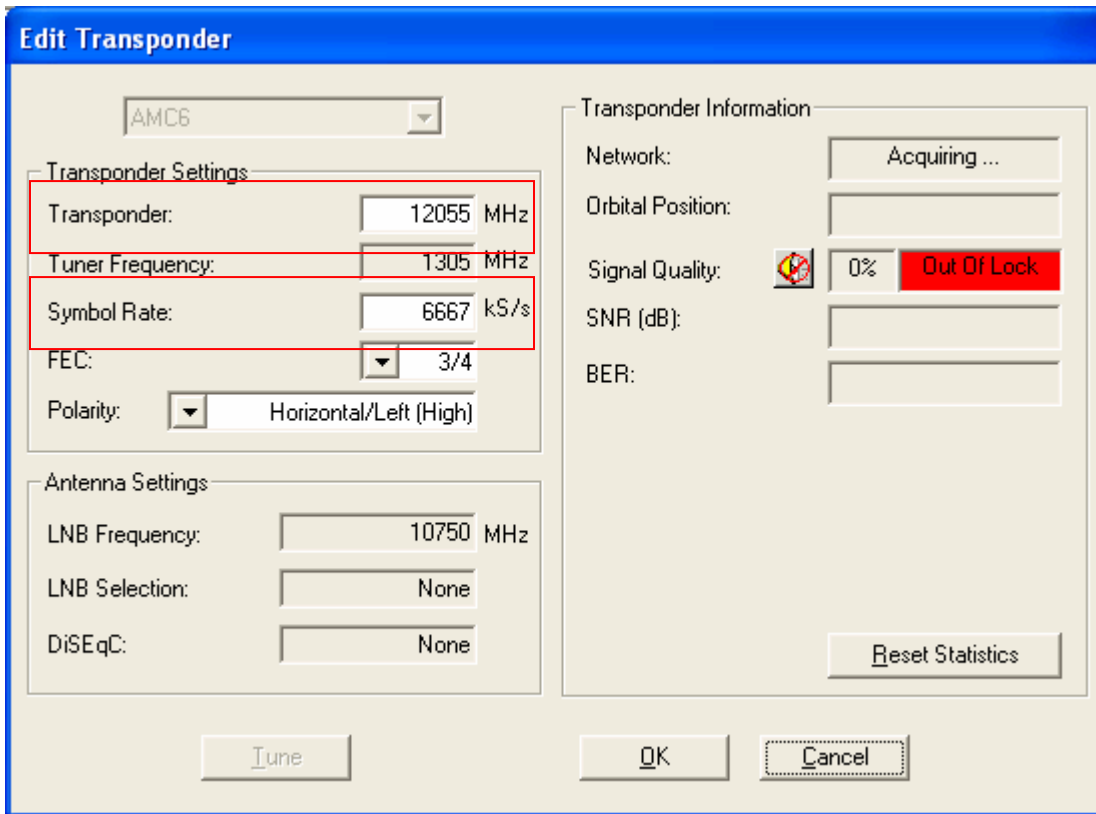 Edit Transponder
AMC6
Transponder Settings
Transponder: 12055 MHz
Tuner Frequency: 1305 MHz
Symbol Rate: 6667 kS/s
FEC: 3/4
Polarity: Horizontal/Left (High)
Antenna Settings
LNB Frequency: 10750 MHz
LNB Selection: None
DiSEqC: None
Tune
Transponder Information
Network: Acquiring ...
Orbital Position:
Signal Quality: 0% Out Of Lock
SNR (dB):
BER:
Reset Statistics
OK
Cancel